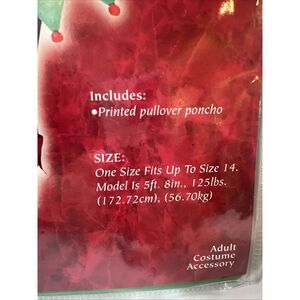 Includes:
•Printed pullover poncho
SIZE:
One Size Fits Up To Size 14.
Model Is 5ft. 8in., 125lbs.
(172.72cm), (56.70kg)
Adult
Costume
Accessory